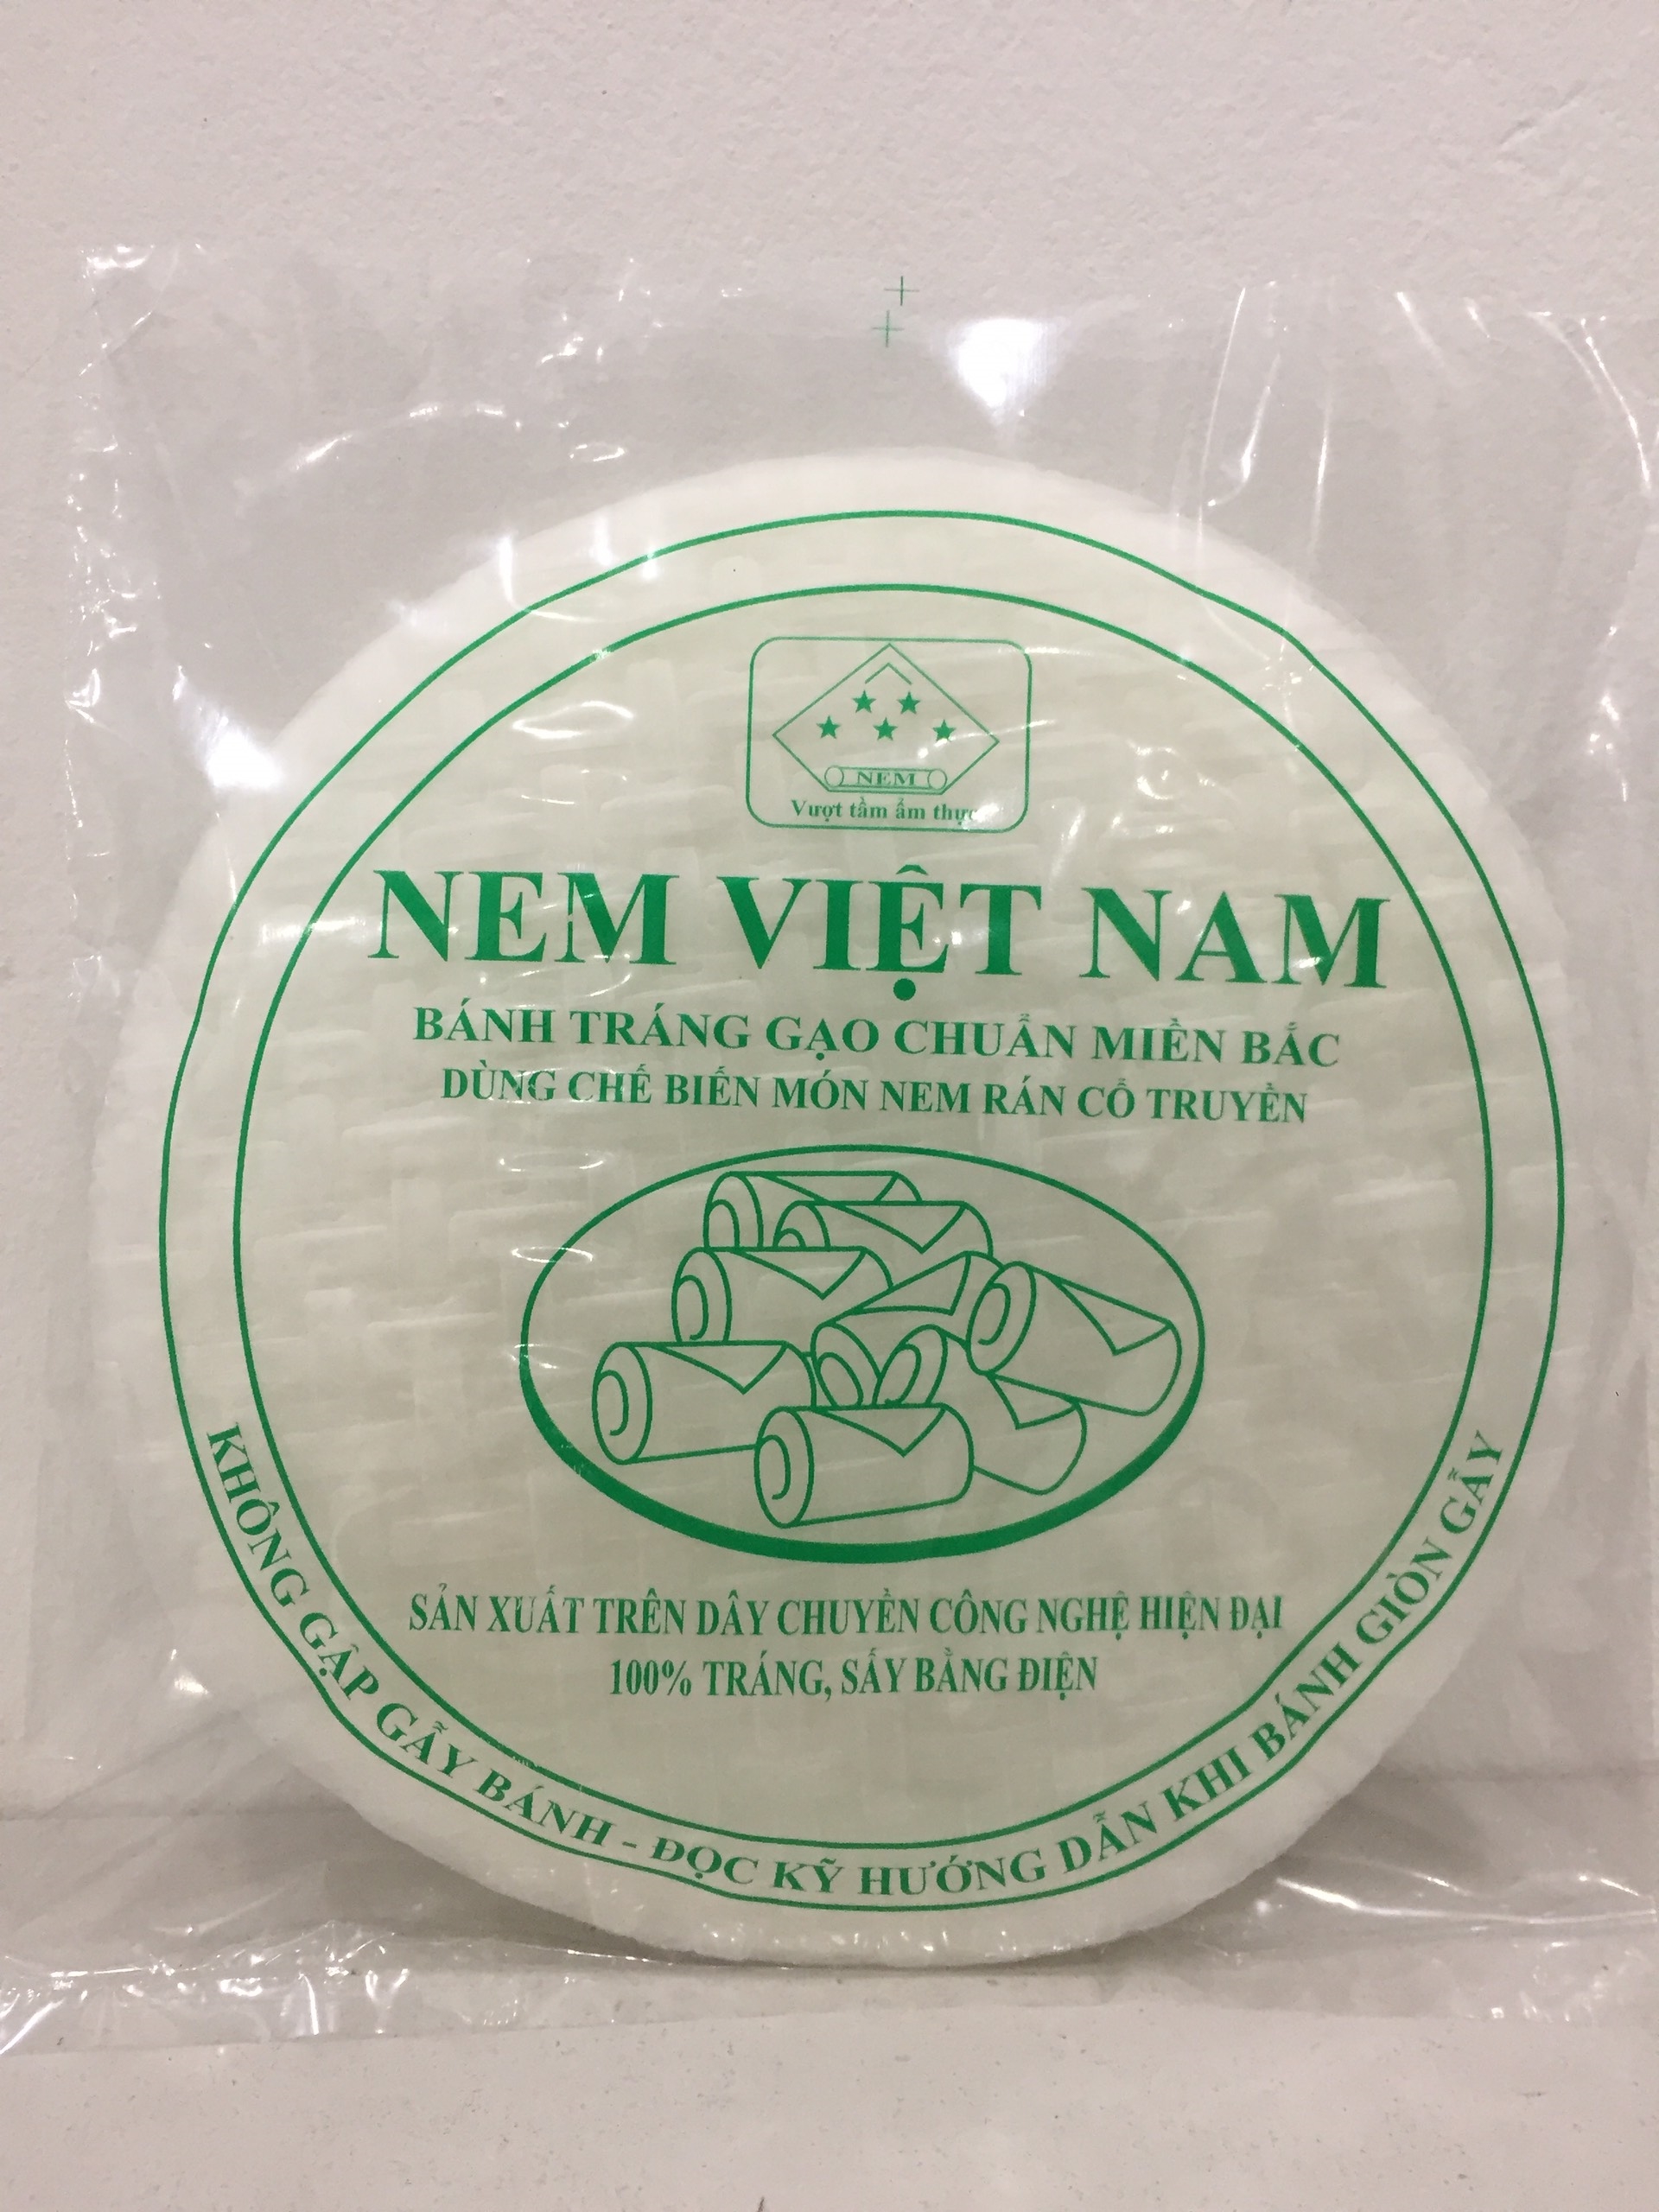 NEM
Vượt tầm ẩm thực
NEM VIỆT NAM
BÁNH TRÁNG GẠO CHUẨN MIỀN BẮC
DÙNG CHẾ BIẾN MÓN NEM RÁN CỔ TRUYỀN
SẢN XUẤT TRÊN DÂY CHUYỀN CÔNG NGHỆ HIỆN ĐẠI
100% TRÁNG, SẤY BẰNG ĐIỆN
KHÔNG GẬP GẪY BÁNH - ĐỌC KỸ HƯỚNG DẪN KHI BÁNH GIÒN GẪY